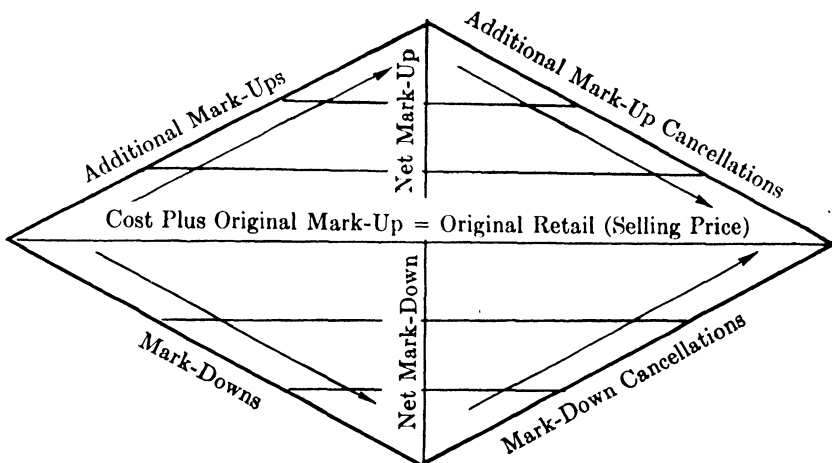 Additional Mark-Ups
Net Mark-Up
Additional Mark-Up Cancellations
Cost Plus Original Mark-Up = Original Retail (Selling Price)
Mark-Downs
Net Mark-Down
Mark-Down Cancellations